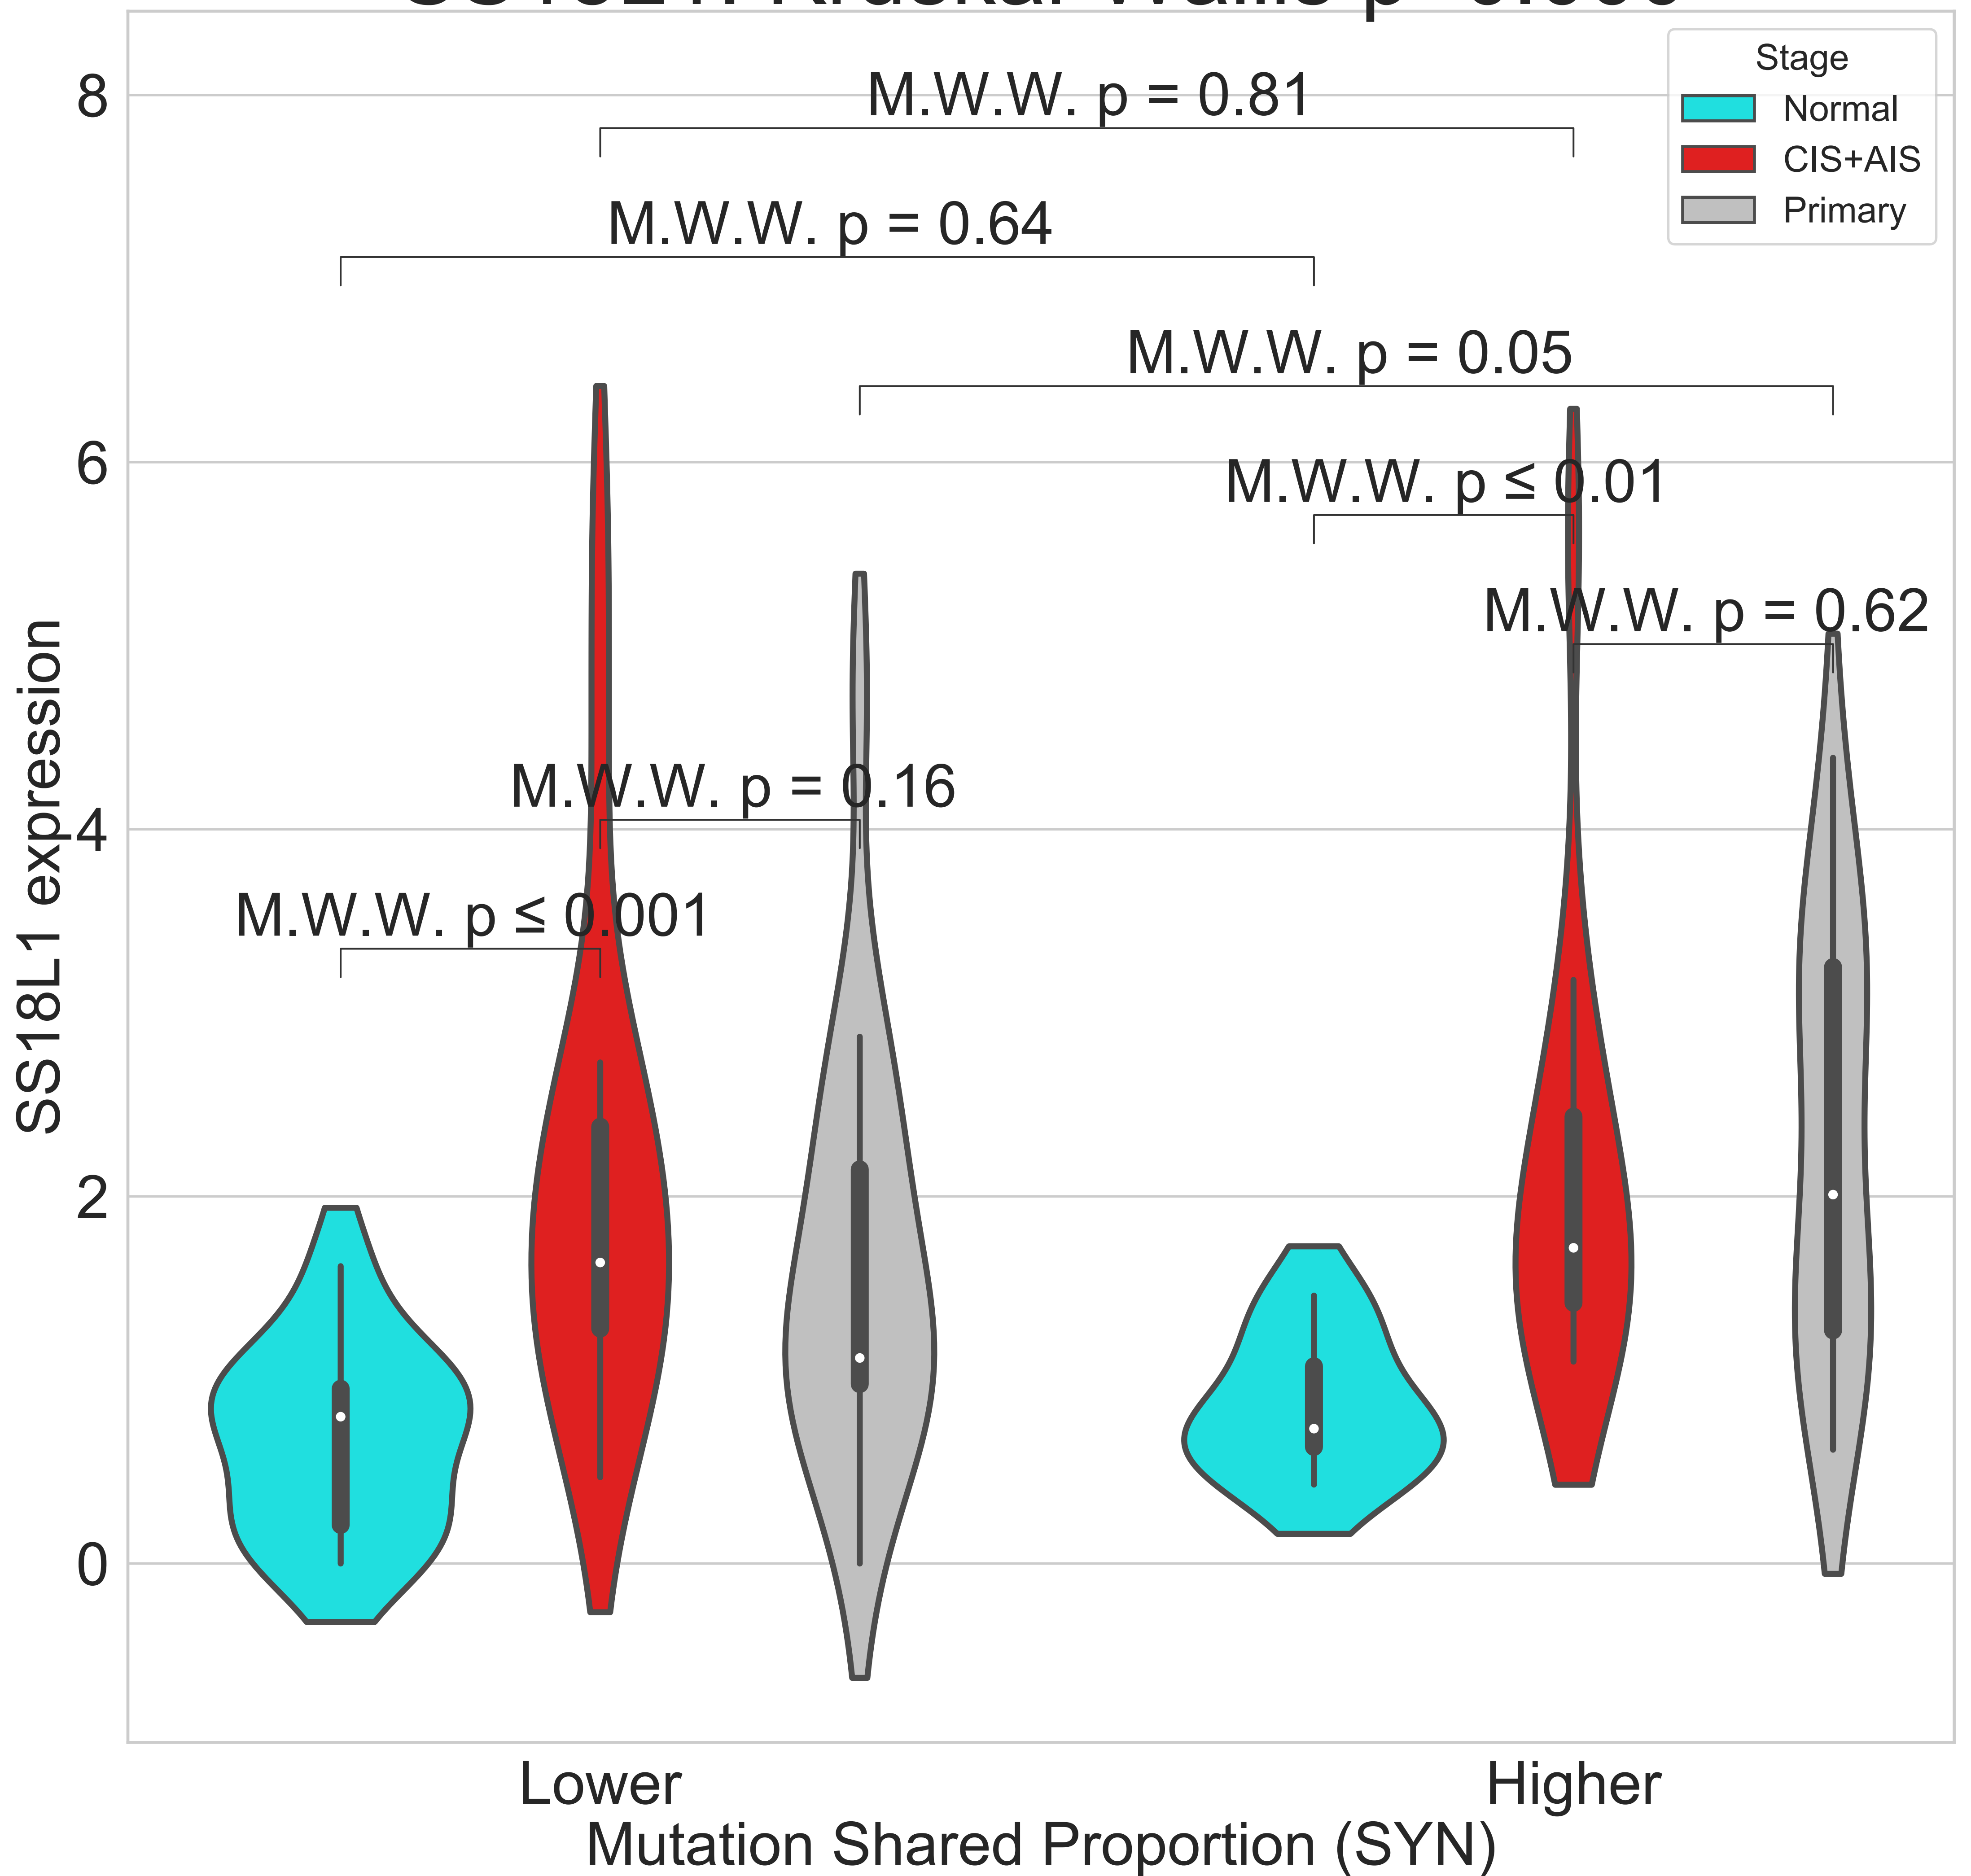 Stage
Normal
CIS+AIS
Primary
M.W.W. p = 0.81
M.W.W. p = 0.64
M.W.W. p = 0.05
M.W.W. p ≤ 0.01
M.W.W. p = 0.62
M.W.W. p = 0.16
M.W.W. p ≤ 0.001
8
6
4
2
0
SS18L1 expression
Lower
Higher
Mutation Shared Proportion (SYN)